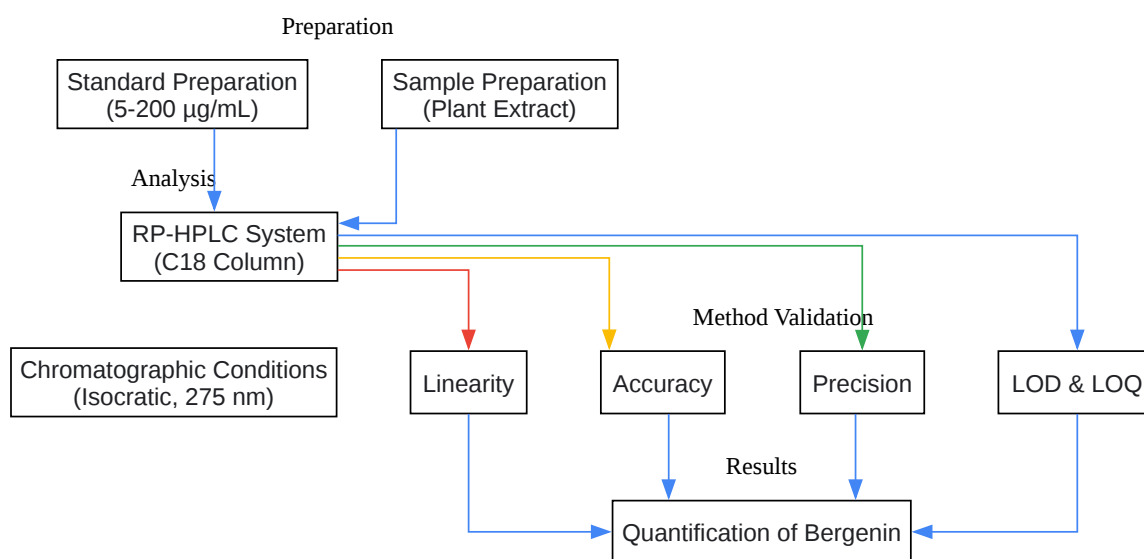 Preparation
Standard Preparation
(5-200 µg/mL)
Sample Preparation
(Plant Extract)
Analysis
RP-HPLC System
(C18 Column)
Method Validation
Chromatographic Conditions
(Isocratic, 275 nm)
Linearity
Accuracy
Precision
LOD & LOQ
Results
Quantification of Bergenin